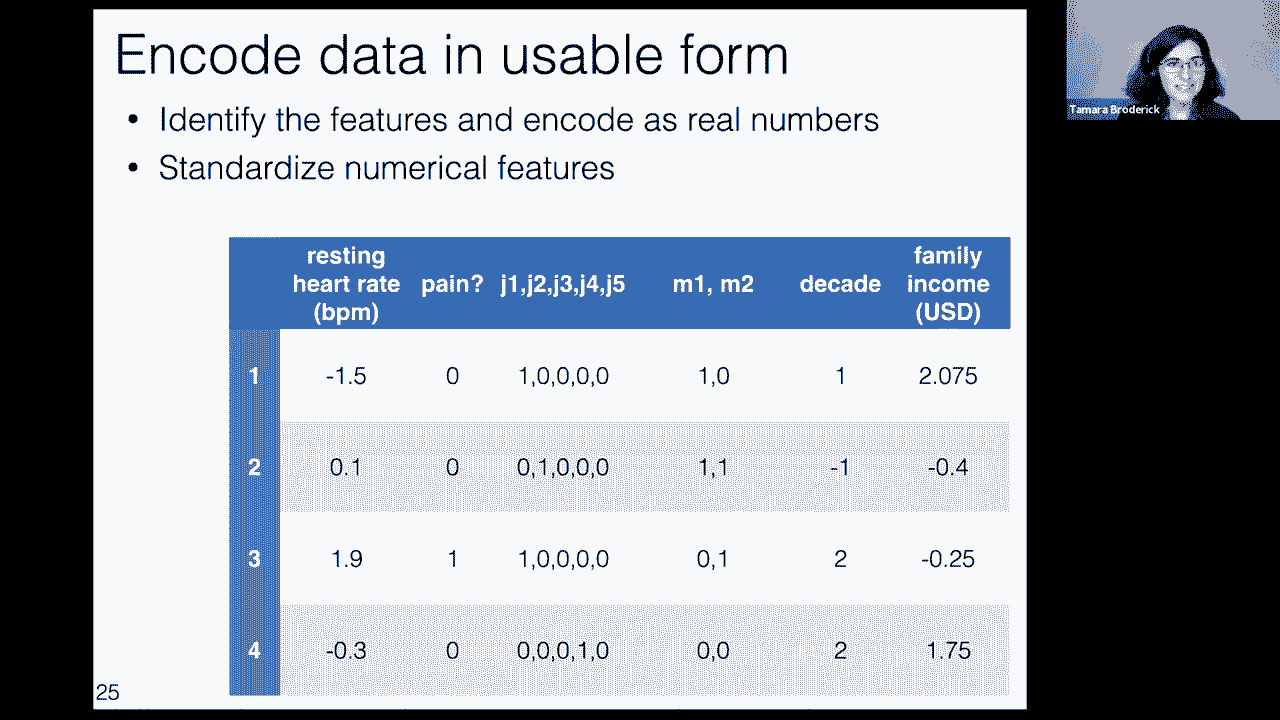 Encode data in usable form
• Identify the features and encode as real numbers
• Standardize numerical features
resting heart rate (bpm) pain? j1,j2,j3,j4,j5 m1, m2 decade family income (USD)
1 -1.5 0 1,0,0,0,0 1,0 1 2.075
2 0.1 0 0,1,0,0,0 1,1 -1 -0.4
3 1.9 1 1,0,0,0,0 0,1 2 -0.25
4 -0.3 0 0,0,0,1,0 0,0 2 1.75
25
Tamara Broderick